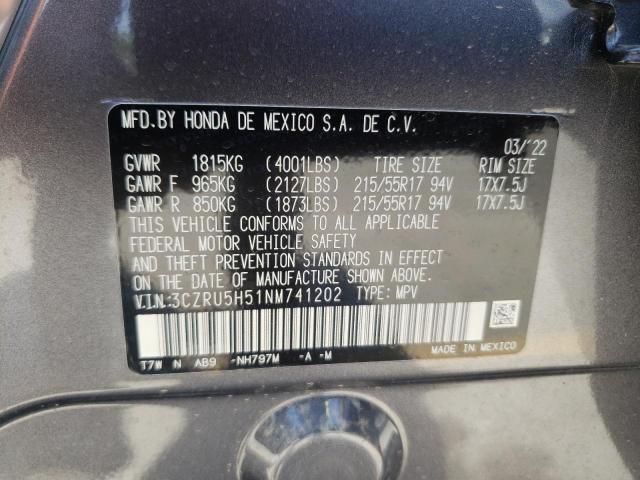 MFD.BY HONDA DE MEXICO S.A. DE C.V.
03/'22
GVWR 1815KG (4001LBS) TIRE SIZE RIM SIZE
GAWR F 965KG (2127LBS) 215/55R17 94V 17X7.5J
GAWR R 850KG (1873LBS) 215/55R17 94V 17X7.5J
THIS VEHICLE CONFORMS TO ALL APPLICABLE
FEDERAL MOTOR VEHICLE SAFETY
AND THEFT PREVENTION STANDARDS IN EFFECT
ON THE DATE OF MANUFACTURE SHOWN ABOVE.
V.I.N:3CZRU5H51NM741202 TYPE: MPV
T7W N AB9 -NH797M -A -M
MADE IN MEXICO